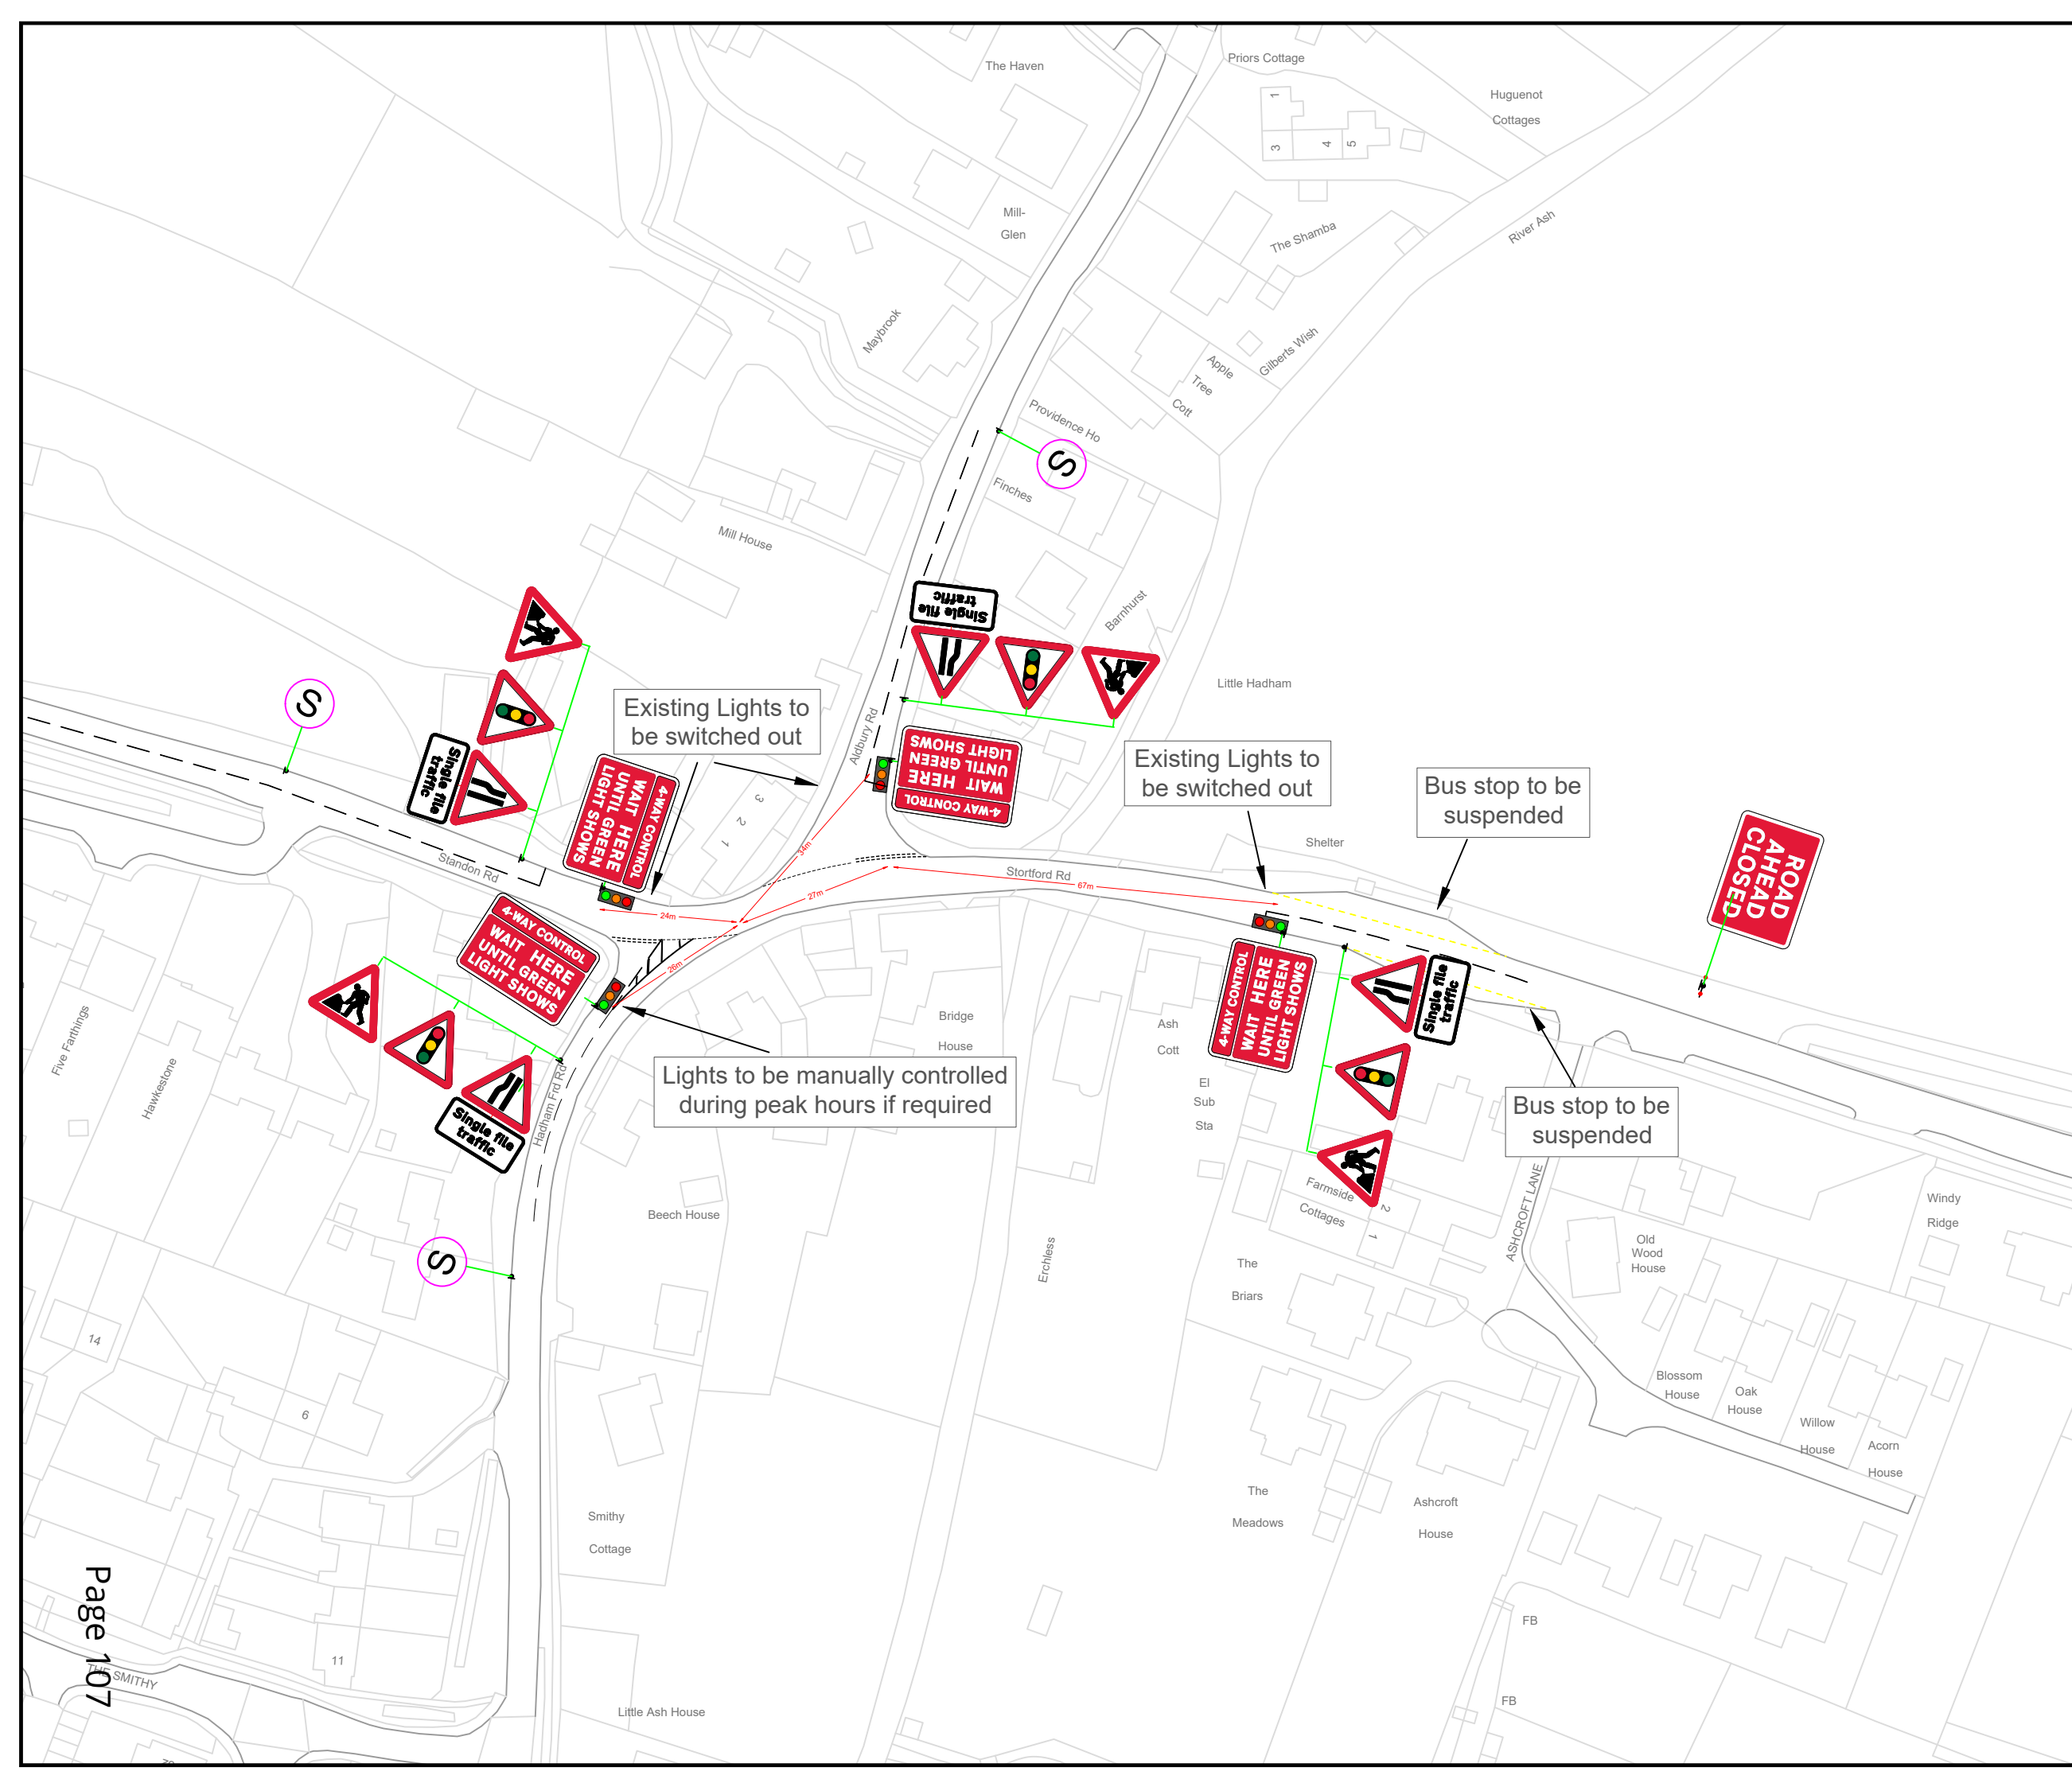 The Haven
Priors Cottage
Huguenot
Cottages
1
3
4
5
Mill-
Glen
The Shamba
River Ash
Maybrook
Gilberts Wish
Apple
Tree
Cott
Providence Ho
S
Finches
Mill House
Single file
traffic
Barnhurst
Little Hadham
S
Existing Lights to
be switched out
Aldbury Rd
Single file
traffic
4-WAY CONTROL
WAIT HERE
UNTIL GREEN
LIGHT SHOWS
4-WAY CONTROL
WAIT HERE
UNTIL GREEN
LIGHT SHOWS
3
2
1
Existing Lights to
be switched out
Bus stop to be
suspended
Shelter
ROAD
AHEAD
CLOSED
Standon Rd
34m
Stortford Rd
27m
67m
24m
26m
4-WAY CONTROL
WAIT HERE
UNTIL GREEN
LIGHT SHOWS
4-WAY CONTROL
WAIT HERE
UNTIL GREEN
LIGHT SHOWS
Single file
traffic
Five Farthings
Hawkestone
Bridge
House
Ash
Cott
El
Sub
Sta
Lights to be manually controlled
during peak hours if required
Hadham Frd Rd
Single file
traffic
Bus stop to be
suspended
Farmside
Cottages
2
1
ASHCROFT LANE
Windy
Ridge
Old
Wood
House
Beech House
Erchless
The
Briars
S
14
6
Blossom
House
Oak
House
Willow
House
Acorn
House
The
Meadows
Ashcroft
House
Smithy
Cottage
FB
FB
11
THE SMITHY
Page 107
Little Ash House